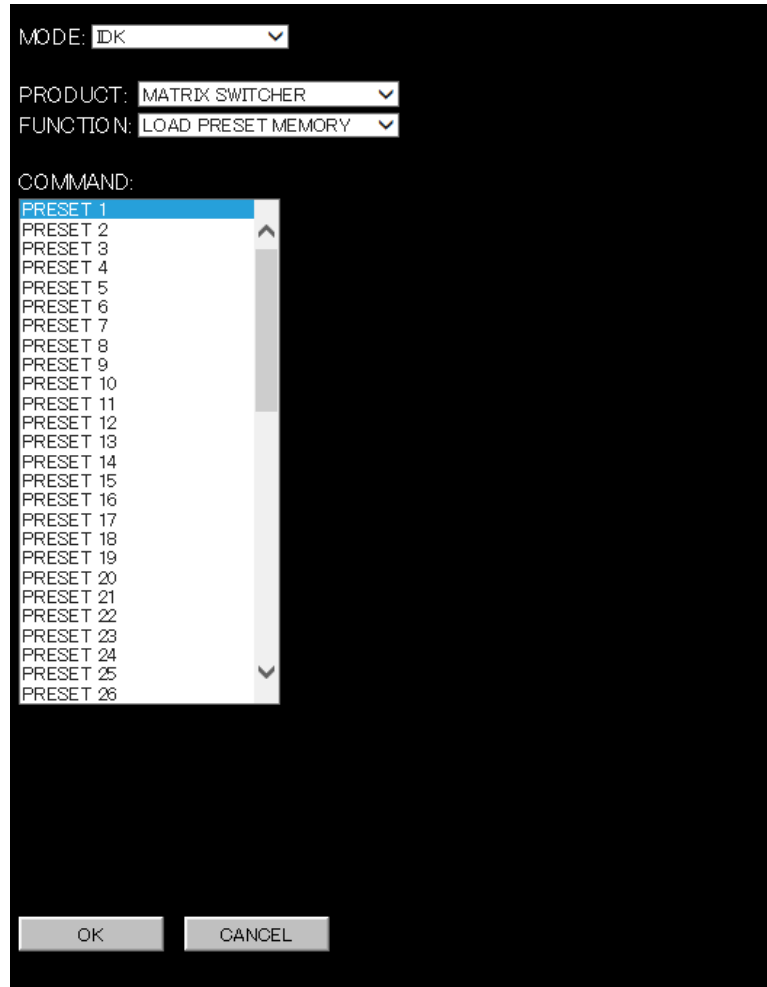 MODE: IDK
PRODUCT: MATRIX SWITCHER
FUNCTION: LOAD PRESET MEMORY
COMMAND:
PRESET 1
PRESET 2
PRESET 3
PRESET 4
PRESET 5
PRESET 6
PRESET 7
PRESET 8
PRESET 9
PRESET 10
PRESET 11
PRESET 12
PRESET 13
PRESET 14
PRESET 15
PRESET 16
PRESET 17
PRESET 18
PRESET 19
PRESET 20
PRESET 21
PRESET 22
PRESET 23
PRESET 24
PRESET 25
PRESET 26
OK CANCEL